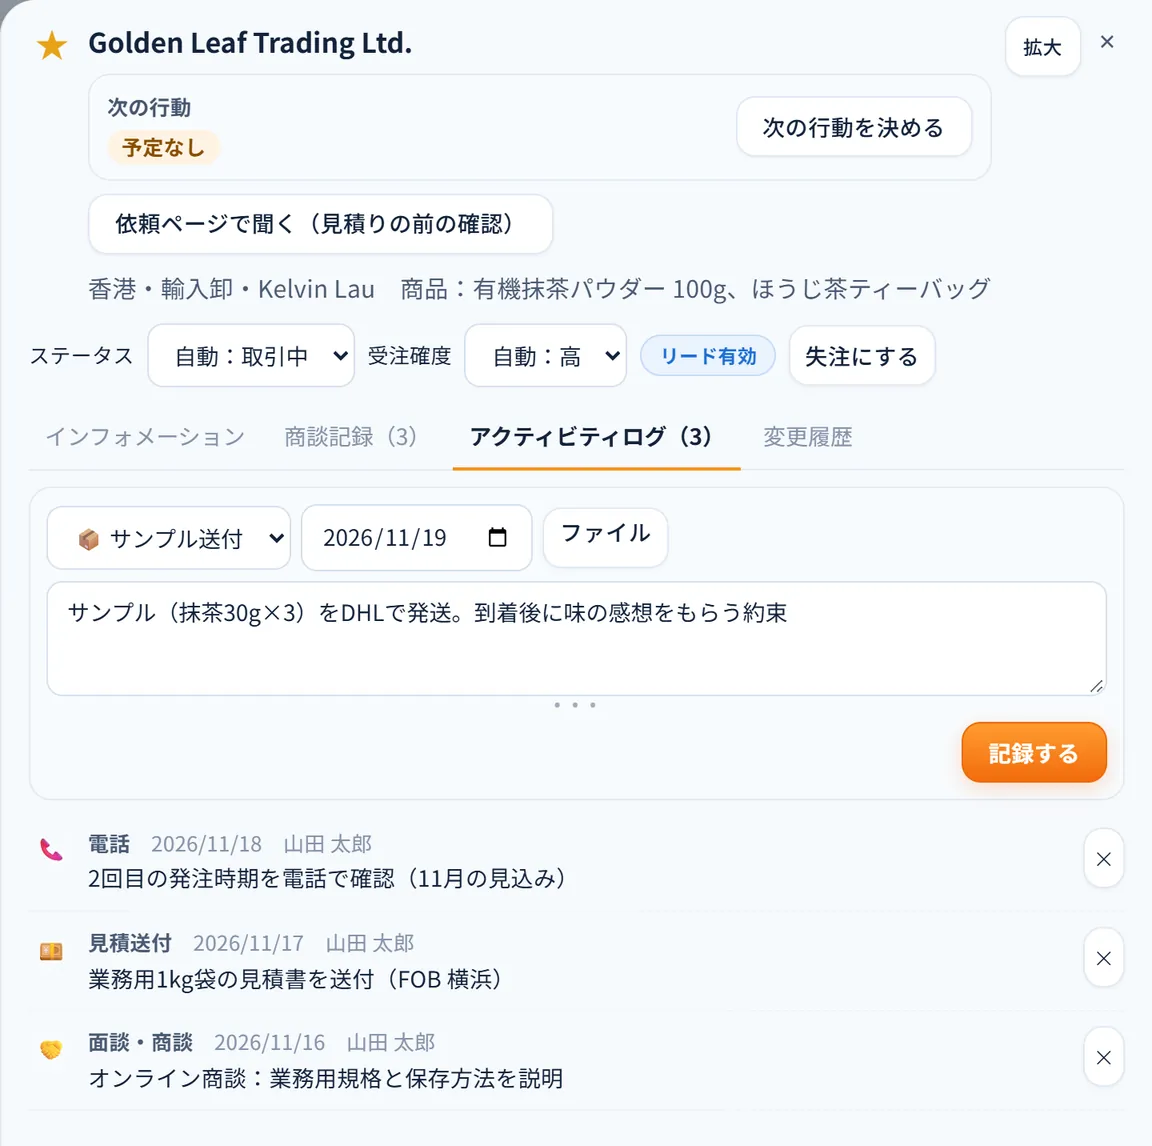 Golden Leaf Trading Ltd.
拡大
×
次の行動
予定なし
次の行動を決める
依頼ページで聞く（見積りの前の確認）
香港・輸入卸・Kelvin Lau　商品：有機抹茶パウダー 100g、ほうじ茶ティーバッグ
ステータス 自動：取引中 受注確度 自動：高 リード有効 失注にする
インフォメーション 商談記録（3） アクティビティログ（3） 変更履歴
📦 サンプル送付 2026/11/19 ファイル
サンプル（抹茶30g×3）をDHLで発送。到着後に味の感想をもらう約束
記録する
電話 2026/11/18 山田 太郎
2回目の発注時期を電話で確認（11月の見込み）
×
見積送付 2026/11/17 山田 太郎
業務用1kg袋の見積書を送付（FOB 横浜）
×
面談・商談 2026/11/16 山田 太郎
オンライン商談：業務用規格と保存方法を説明
×